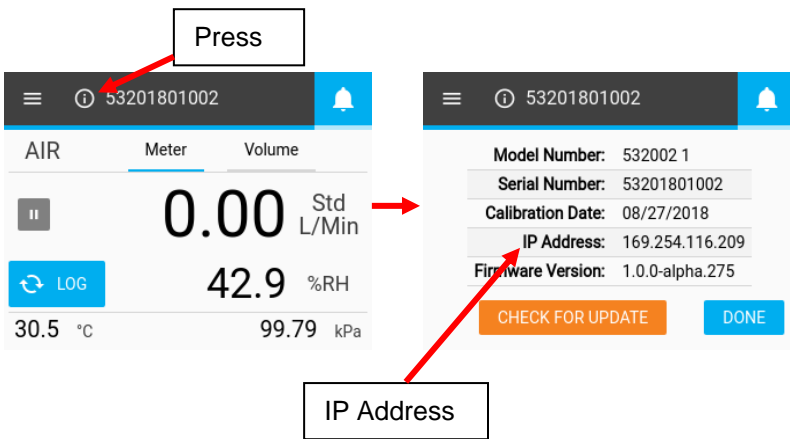 Press
53201801002
AIR Meter Volume
0.00 Std L/Min
LOG 42.9 %RH
30.5 °C 99.79 kPa
53201801002
Model Number: 532002 1
Serial Number: 53201801002
Calibration Date: 08/27/2018
IP Address: 169.254.116.209
Firmware Version: 1.0.0-alpha.275
CHECK FOR UPDATE DONE
IP Address